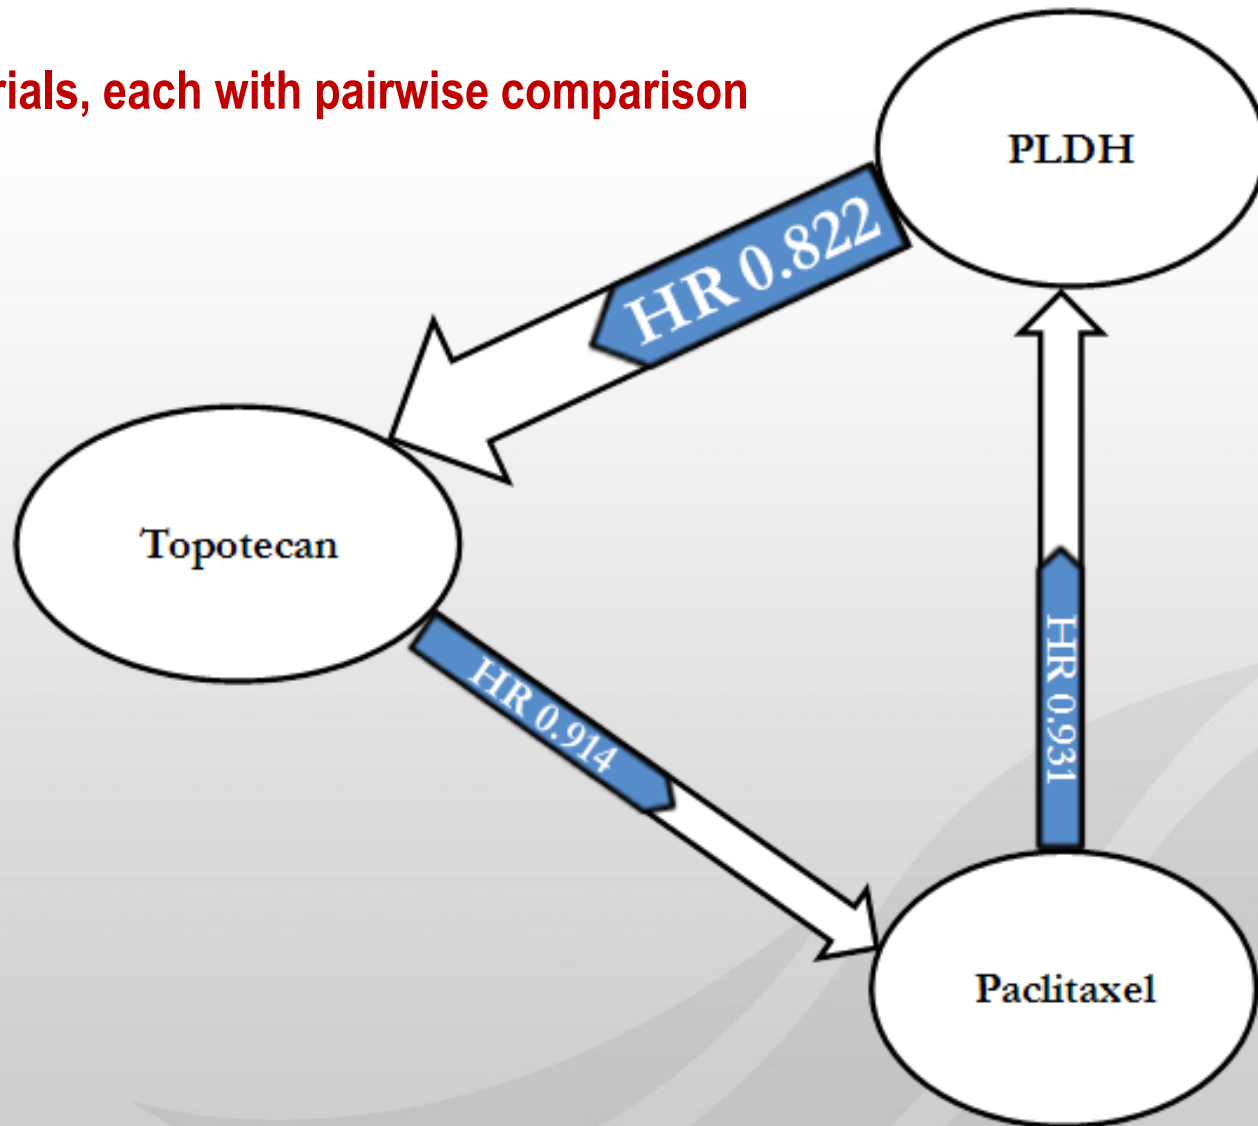 rials, each with pairwise comparison
PLDH
HR 0.822
Topotecan
HR 0.914
HR 0.931
Paclitaxel